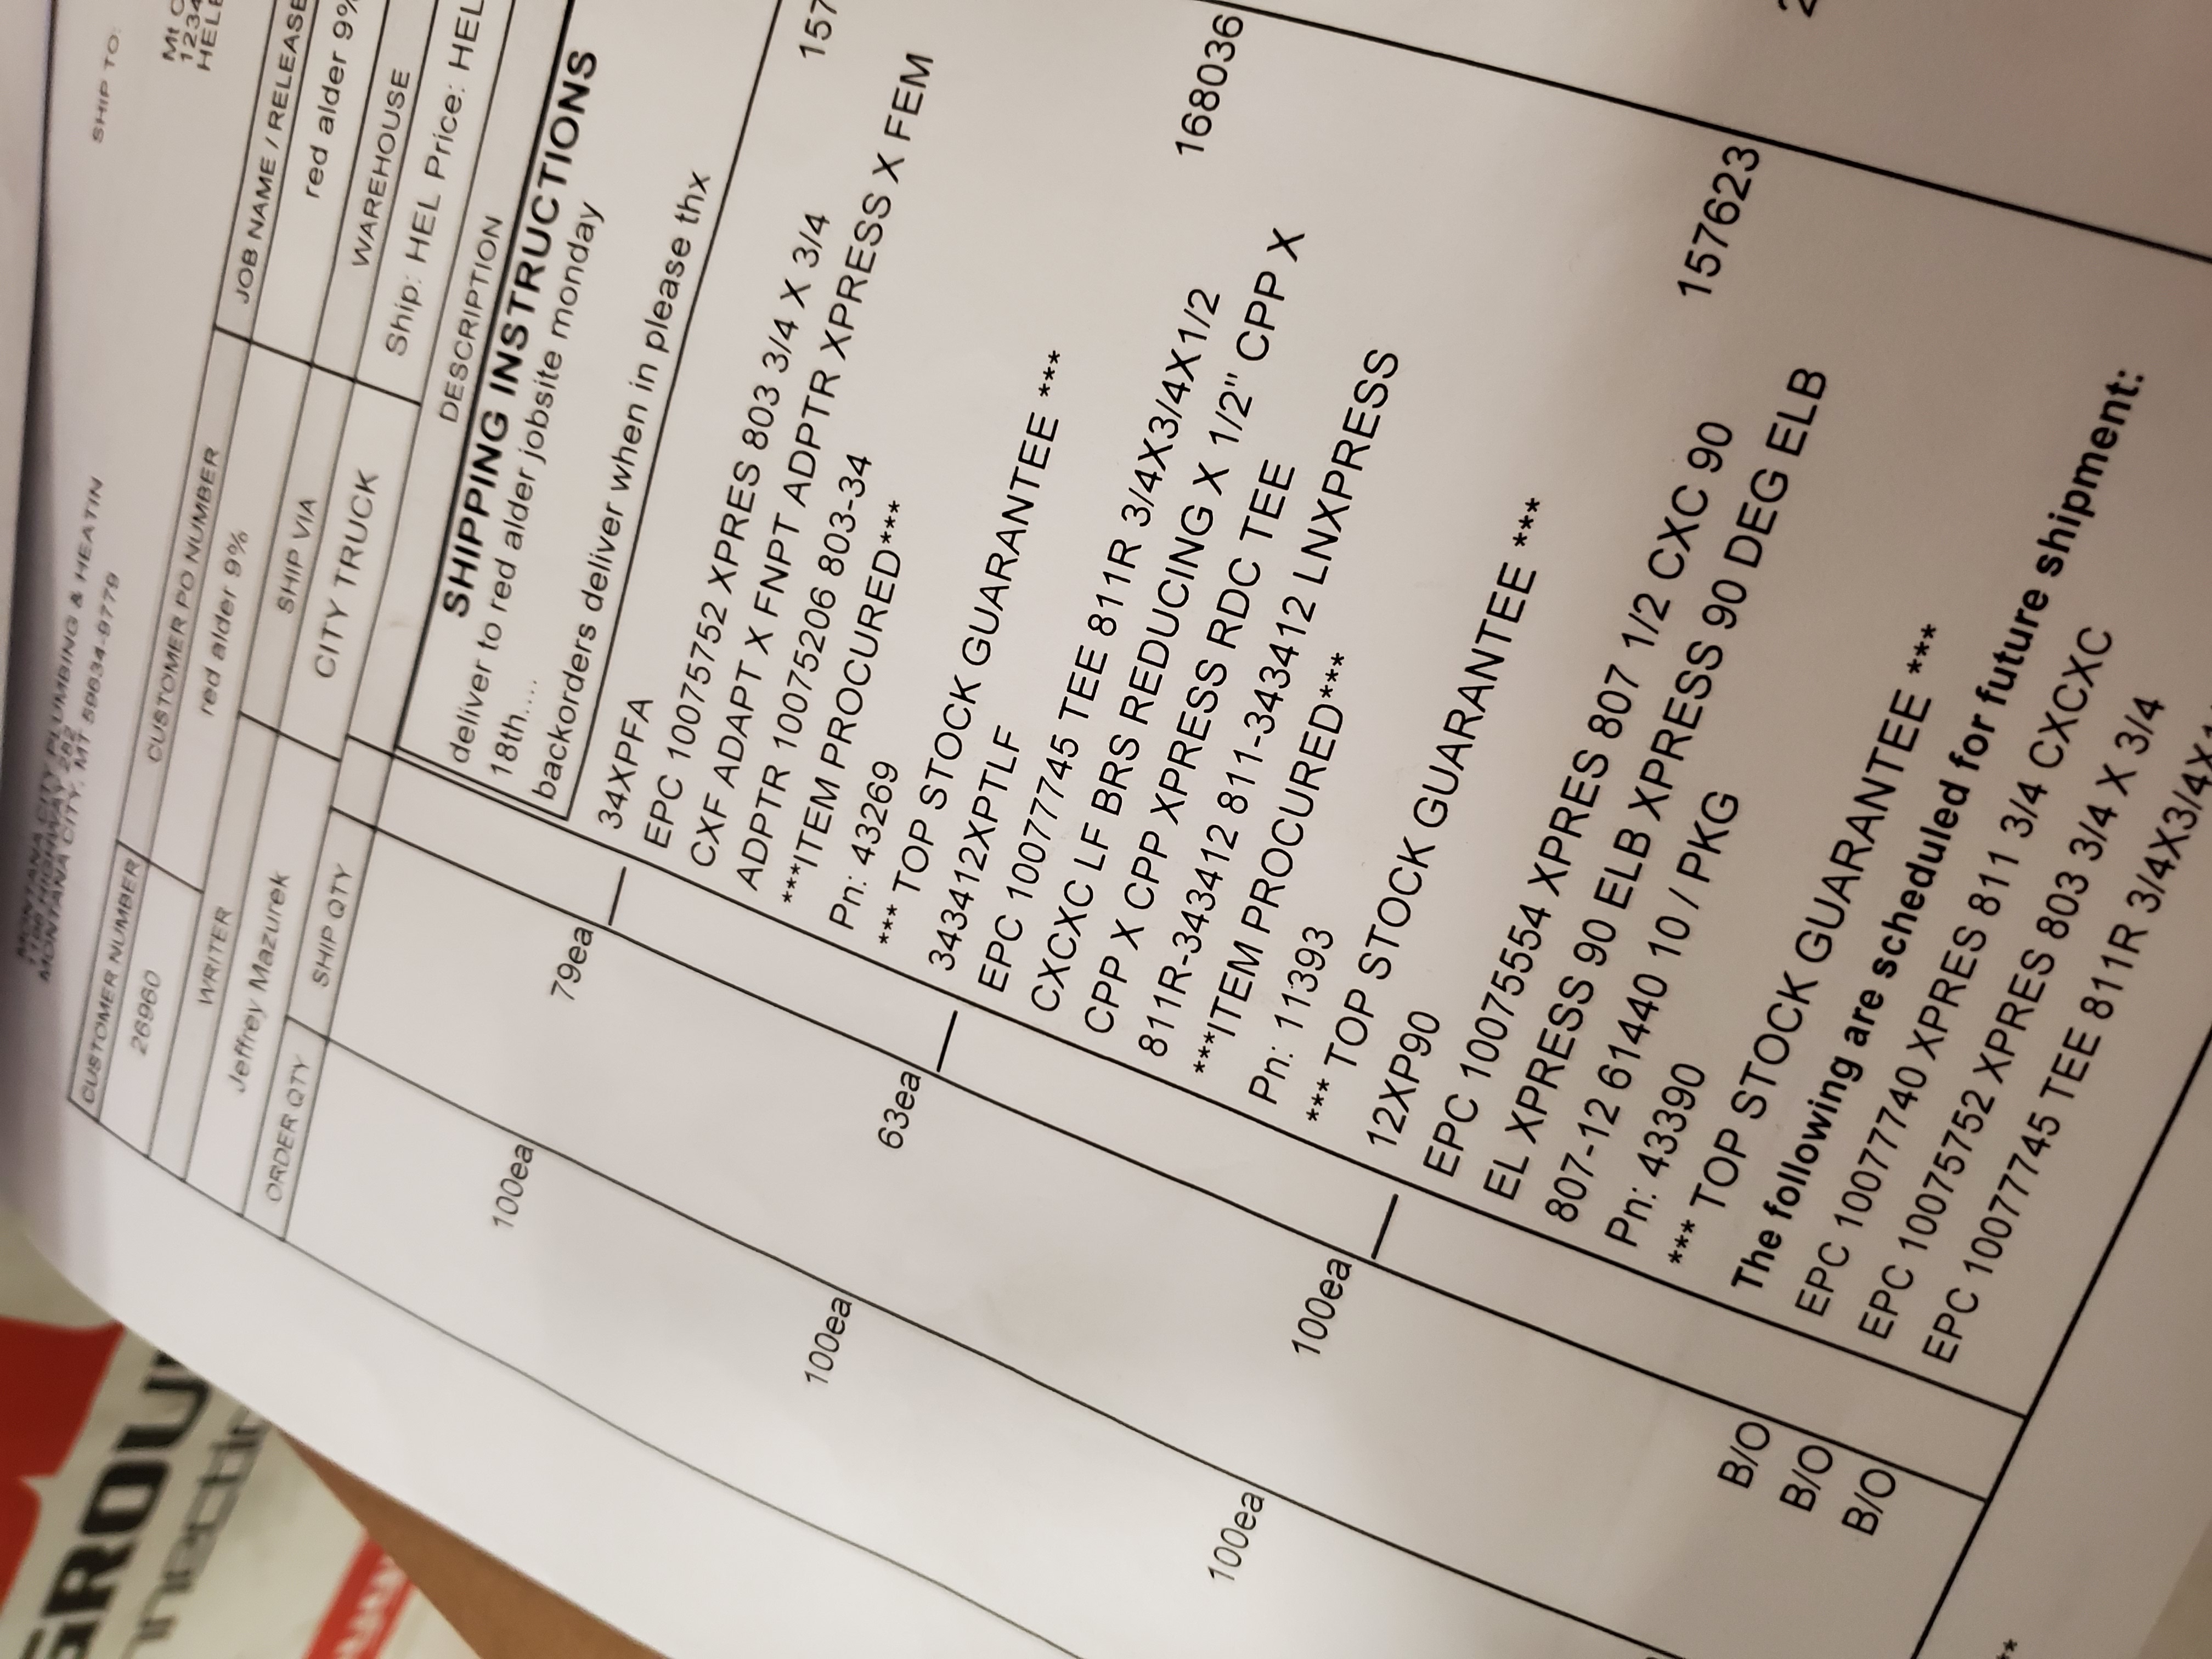 GROU
nnectio
MONTANA CITY PLUMBING & HEATIN
1198 HIGHWAY 282
MONTANA CITY, MT 59634-9779
SHIP TO:
Mt C
1234
HELE
CUSTOMER NUMBER
CUSTOMER PO NUMBER
JOB NAME / RELEASE
26960
red alder 9%
red alder 9%
WRITER
SHIP VIA
WAREHOUSE
Jeffrey Mazurek
CITY TRUCK
Ship: HEL Price: HEL
ORDER QTY
SHIP QTY
DESCRIPTION
SHIPPING INSTRUCTIONS
deliver to red alder jobsite monday
18th....
backorders deliver when in please thx
100ea
79ea
34XPFA
157
EPC 10075752 XPRES 803 3/4 X 3/4
CXF ADAPT X FNPT ADPTR XPRESS X FEM
ADPTR 10075206 803-34
***ITEM PROCURED***
Pn: 43269
*** TOP STOCK GUARANTEE ***
100ea
63ea
343412XPTLF
168036
EPC 10077745 TEE 811R 3/4X3/4X1/2
CXCXC LF BRS REDUCING X 1/2" CPP X
CPP X CPP XPRESS RDC TEE
811R-343412 811-343412 LNXPRESS
***ITEM PROCURED***
Pn: 11393
*** TOP STOCK GUARANTEE ***
100ea
100ea
12XP90
157623
EPC 10075554 XPRES 807 1/2 CXC 90
EL XPRESS 90 ELB XPRESS 90 DEG ELB
807-12 61440 10 / PKG
Pn: 43390
*** TOP STOCK GUARANTEE ***
The following are scheduled for future shipment:
B/O
EPC 10077740 XPRES 811 3/4 CXCXC
B/O
EPC 10075752 XPRES 803 3/4 X 3/4
B/O
EPC 10077745 TEE 811R 3/4X3/4X1
**